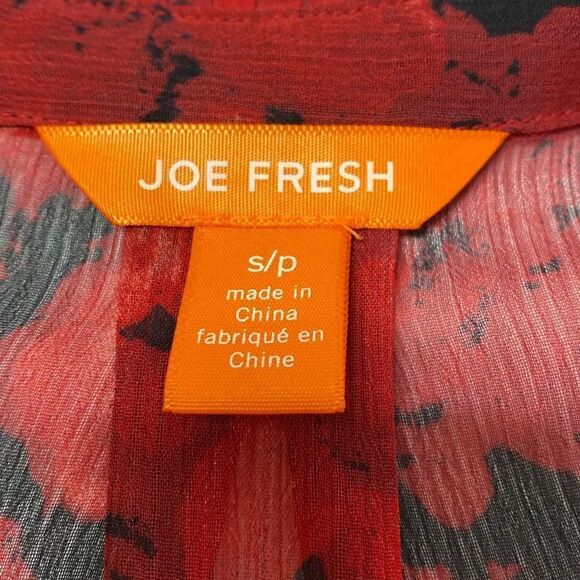 JOE FRESH
s/p
made in
China
fabriqué en
Chine